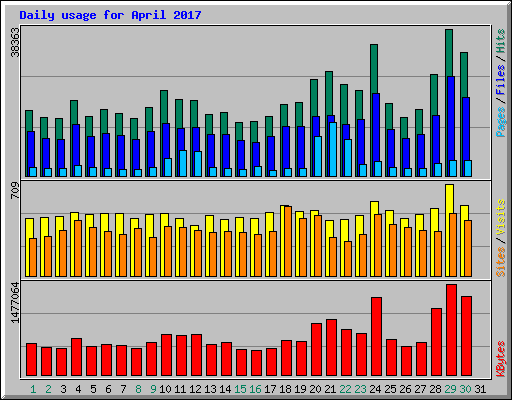 Daily usage for April 2017
38363
Pages / Files / Hits
709
Sites / Visits
1477064
KBytes
1 2 3 4 5 6 7 8 9 10 11 12 13 14 15 16 17 18 19 20 21 22 23 24 25 26 27 28 29 30 31